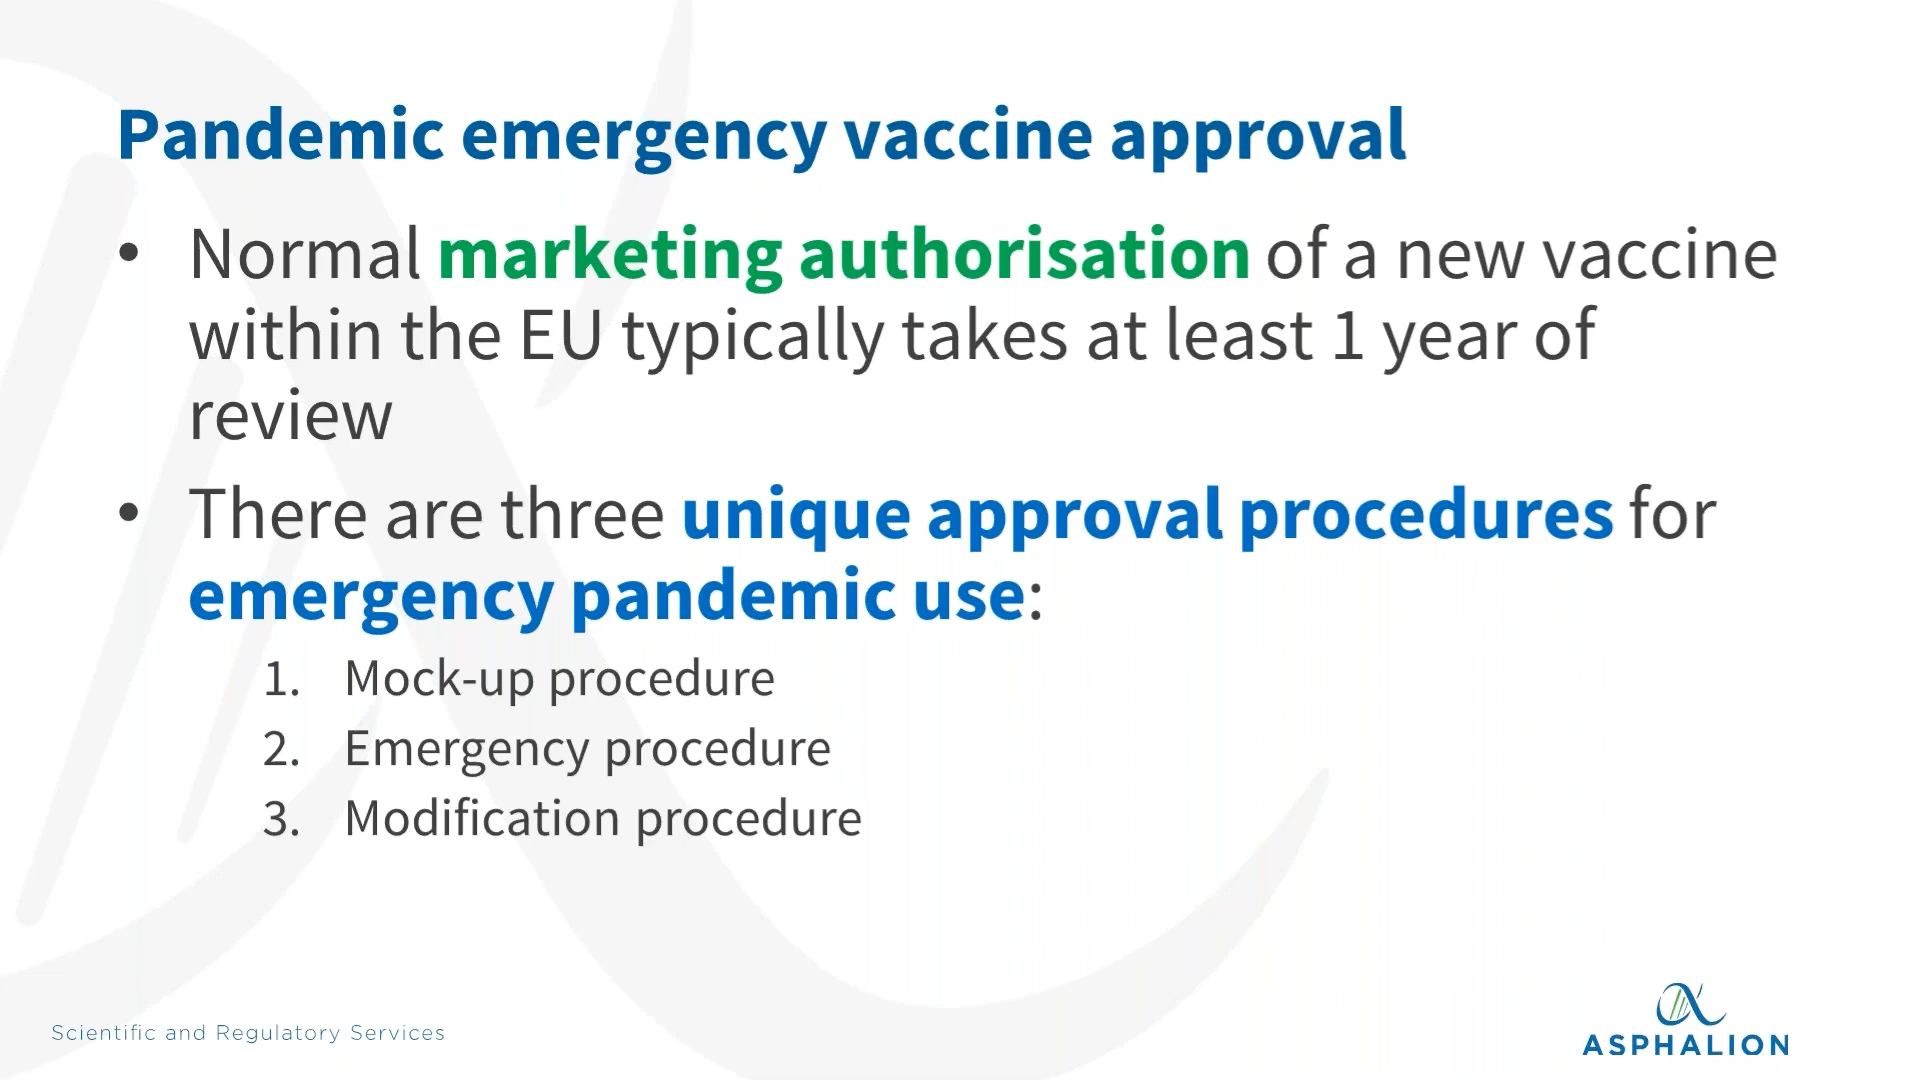 Pandemic emergency vaccine approval
• Normal marketing authorisation of a new vaccine
within the EU typically takes at least 1 year of
review
• There are three unique approval procedures for
emergency pandemic use:
1. Mock-up procedure
2. Emergency procedure
3. Modification procedure
Scientific and Regulatory Services
ASPHALION